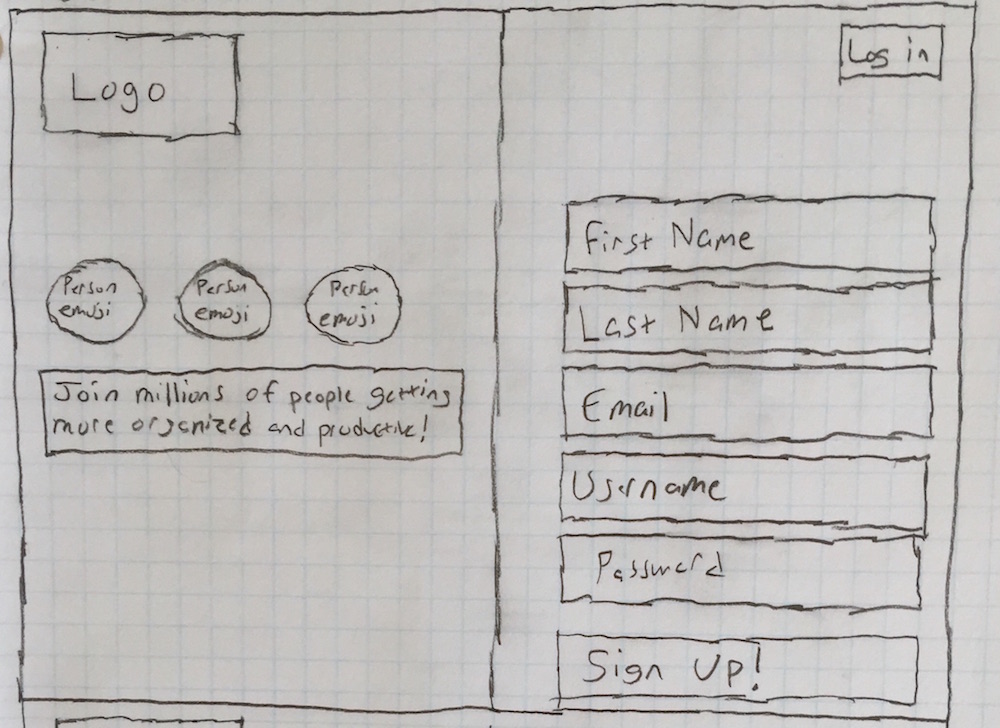 Logo
Log in
Person
emoji
Person
emoji
Person
emoji
Join millions of people getting
more organized and productive!
First Name
Last Name
Email
Username
Password
Sign Up!